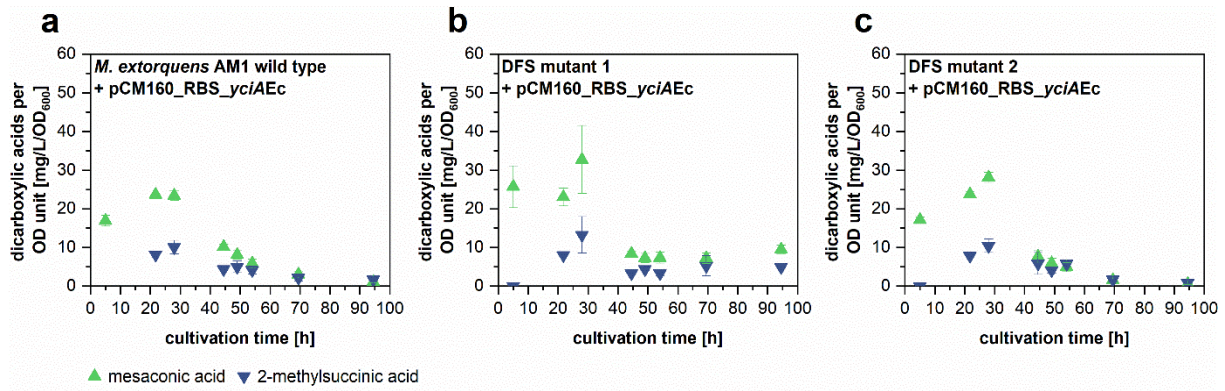 a
M. extorquens AM1 wild type
+ pCM160_RBS_yciAEc
dicarboxylic acids per
OD unit [mg/L/OD600]
60
50
40
30
20
10
0
0 10 20 30 40 50 60 70 80 90 100
cultivation time [h]
b
DFS mutant 1
+ pCM160_RBS_yciAEc
dicarboxylic acids per
OD unit [mg/L/OD600]
60
50
40
30
20
10
0
0 10 20 30 40 50 60 70 80 90 100
cultivation time [h]
c
DFS mutant 2
+ pCM160_RBS_yciAEc
dicarboxylic acids per
OD unit [mg/L/OD600]
60
50
40
30
20
10
0
0 10 20 30 40 50 60 70 80 90 100
cultivation time [h]
mesaconic acid
2-methylsuccinic acid